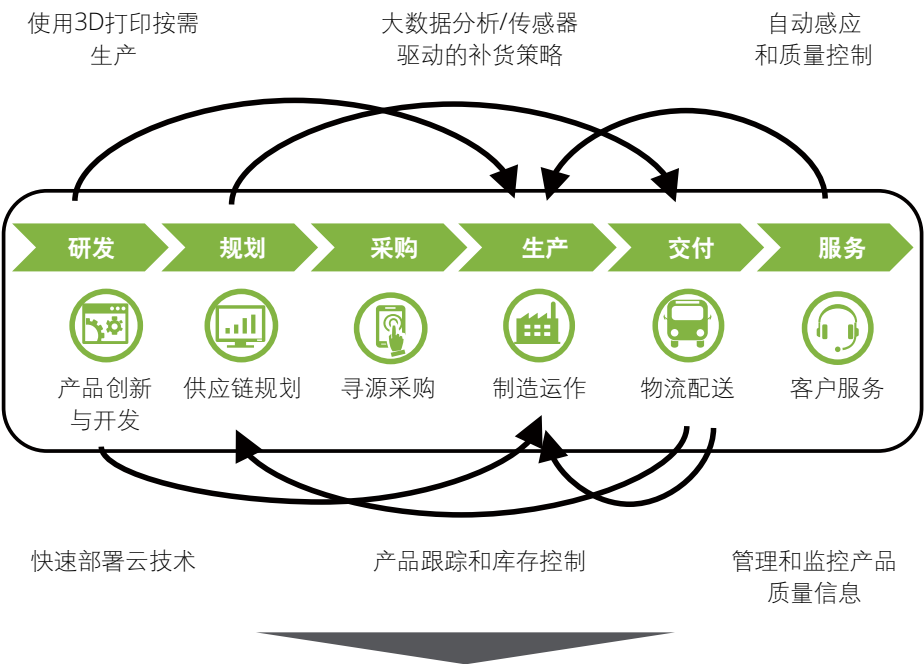 使用3D打印按需
生产
大数据分析/传感器
驱动的补货策略
自动感应
和质量控制
研发
规划
采购
生产
交付
服务
产品创新
与开发
供应链规划
寻源采购
制造运作
物流配送
客户服务
快速部署云技术
产品跟踪和库存控制
管理和监控产品
质量信息